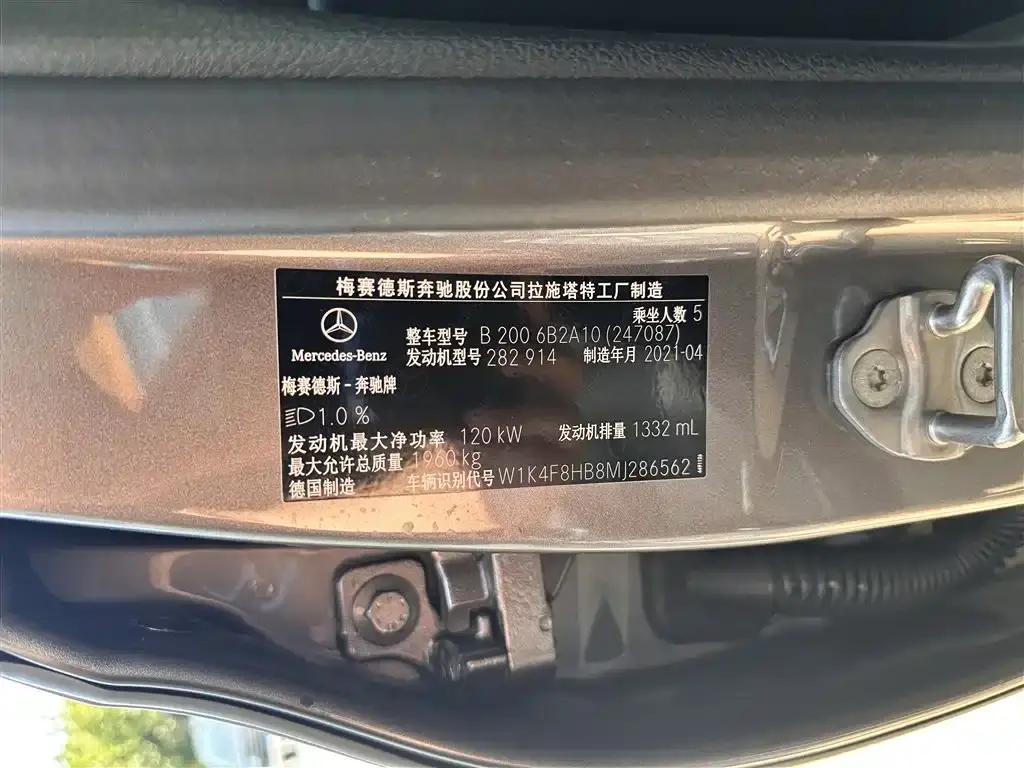 梅赛德斯奔驰股份公司拉施塔特工厂制造
乘坐人数 5
Mercedes-Benz
整车型号 B 200 6B2A10 (247087)
发动机型号 282 914 制造年月 2021-04
梅赛德斯-奔驰牌
1.0 %
发动机最大净功率 120 kW 发动机排量 1332 mL
最大允许总质量 1960 kg
德国制造 车辆识别代号 W1K4F8HB8MJ286562